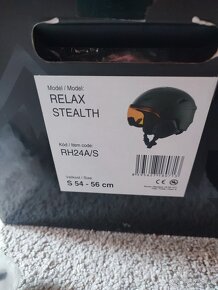 Model / Model:
RELAX
STEALTH
Kód / Item code:
RH24A/S
Velikost / Size
S 54 - 56 cm